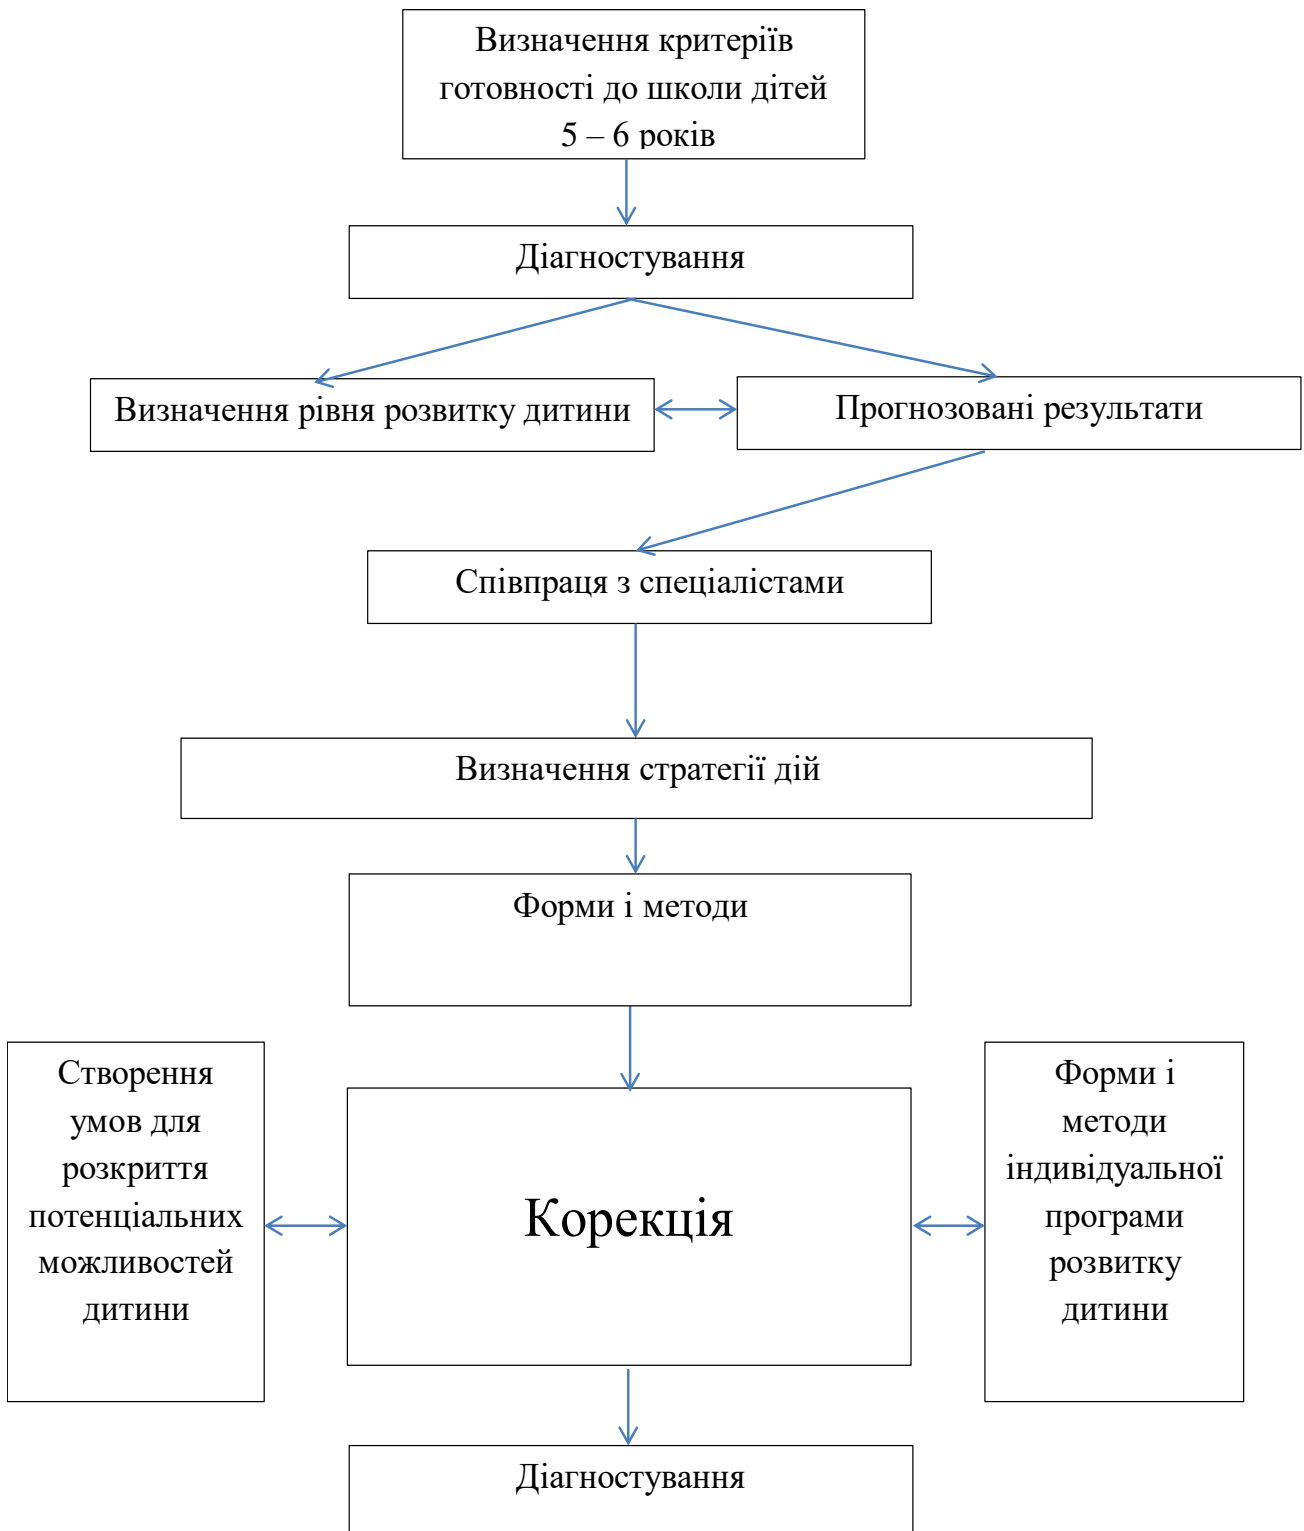 Визначення критеріїв
готовності до школи дітей
5 – 6 років
Діагностування
Визначення рівня розвитку дитини
Прогнозовані результати
Співпраця з спеціалістами
Визначення стратегії дій
Форми і методи
Створення
умов для
розкриття
потенціальних
можливостей
дитини
Корекція
Форми і
методи
індивідуальної
програми
розвитку
дитини
Діагностування